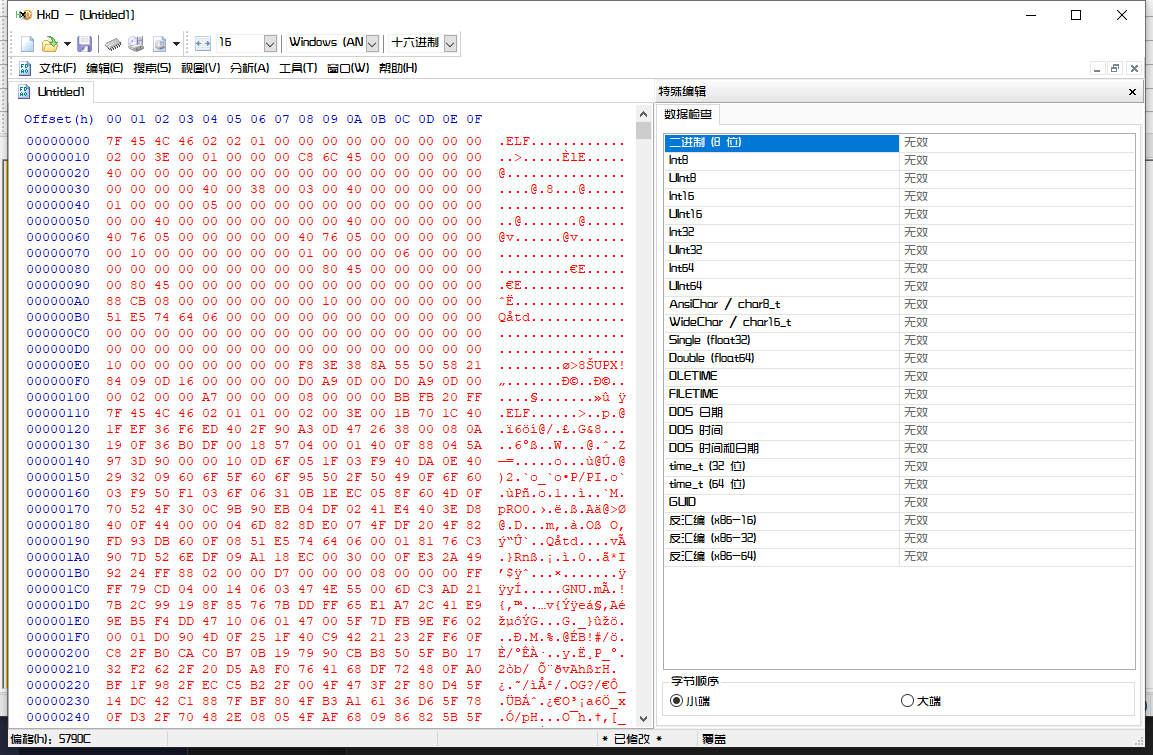 HxD - [Untitled1]
16 Windows (AN 十六进制
文件(F) 编辑(E) 搜索(S) 视图(V) 分析(A) 工具(T) 窗口(W) 帮助(H)
Untitled1
Offset(h) 00 01 02 03 04 05 06 07 08 09 0A 0B 0C 0D 0E 0F
00000000 7F 45 4C 46 02 02 01 00 00 00 00 00 00 00 00 00 .ELF............
00000010 02 00 3E 00 01 00 00 00 C8 6C 45 00 00 00 00 00 ..>.....ÈlE.....
00000020 40 00 00 00 00 00 00 00 00 00 00 00 00 00 00 00 @...............
00000030 00 00 00 00 40 00 38 00 03 00 40 00 00 00 00 00 ....@.8...@.....
00000040 01 00 00 00 05 00 00 00 00 00 00 00 00 00 00 00 ................
00000050 00 00 40 00 00 00 00 00 00 00 40 00 00 00 00 00 ..@.......@.....
00000060 40 76 05 00 00 00 00 00 40 76 05 00 00 00 00 00 @v......@v......
00000070 00 10 00 00 00 00 00 00 01 00 00 00 06 00 00 00 ................
00000080 00 00 00 00 00 00 00 00 00 80 45 00 00 00 00 00 .........€E.....
00000090 00 80 45 00 00 00 00 00 00 00 00 00 00 00 00 00 .€E.............
000000A0 88 CB 08 00 00 00 00 00 00 10 00 00 00 00 00 00 ˆË..............
000000B0 51 E5 74 64 06 00 00 00 00 00 00 00 00 00 00 00 Qåtd............
000000C0 00 00 00 00 00 00 00 00 00 00 00 00 00 00 00 00 ................
000000D0 00 00 00 00 00 00 00 00 00 00 00 00 00 00 00 00 ................
000000E0 10 00 00 00 00 00 00 00 F8 3E 38 8A 55 50 58 21 ........ø>8ŠUPX!
000000F0 84 09 0D 16 00 00 00 00 D0 A9 0D 00 D0 A9 0D 00 „.......Ð©..Ð©..
00000100 00 02 00 00 A7 00 00 00 08 00 00 00 BB FB 20 FF ....§.......»û ÿ
00000110 7F 45 4C 46 02 01 01 00 02 00 3E 00 1B 70 1C 40 .ELF......>..p.@
00000120 1F EF 36 F6 ED 40 2F 90 A3 0D 47 26 38 00 08 0A .ï6öí@/.£.G&8...
00000130 19 0F 36 B0 DF 00 18 57 04 00 01 40 0F 88 04 5A ..6°ß..W...@.ˆ.Z
00000140 97 3D 90 00 00 10 0D 6F 05 1F 03 F9 40 DA 0E 40 —=.....o...ù@Ú.@
00000150 29 32 09 60 6F 5F 60 6F 95 50 2F 50 49 0F 6F 60 )2.`o_`o•P/PI.o`
00000160 03 F9 50 F1 03 6F 06 31 0B 1E EC 05 8F 60 4D 0F .ùPñ.o.1..ì..`M.
00000170 70 52 4F 30 0C 9B 90 EB 04 DF 02 41 E4 40 3E D8 pRO0.›.ë.ß.Aä@>Ø
00000180 40 0F 44 00 00 04 6D 82 8D E0 07 4F DF 20 4F 82 @.D...m‚.à.Oß O‚
00000190 FD 93 DB 60 0F 08 51 E5 74 64 06 00 01 81 76 C3 ý“Û`..Qåtd....vÃ
000001A0 90 7D 52 6E DF 09 A1 18 EC 00 30 00 0F E3 2A 49 .}Rnß.¡.ì.0..ã*I
000001B0 92 24 FF 88 02 00 00 D7 00 00 00 08 00 00 00 FF ’$ÿˆ...×.......ÿ
000001C0 FF 79 CD 04 00 14 06 03 47 4E 55 00 6D C3 AD 21 ÿyÍ.....GNU.mÃ.!
000001D0 7B 2C 99 19 8F 85 76 7B DD FF 65 E1 A7 2C 41 E9 {,™..…v{Ýÿeá§,Aé
000001E0 9E B5 F4 DD 47 10 06 01 47 00 5F 7D FB 9E F6 02 žµôÝG...G._}ûžö.
000001F0 00 01 D0 90 4D 0F 25 1F 40 C9 42 21 23 2F F6 0F ..Ð.M.%.@ÉB!#/ö.
00000200 C8 2F B0 CA C0 B7 0B 19 79 90 CB B8 50 5F B0 17 È/°ÊÀ·..y.Ë¸P_°.
00000210 32 F2 62 2F 20 D5 A8 F0 76 41 68 DF 72 48 0F A0 2òb/ Õ¨ðvAhßrH.
00000220 BF 1F 98 2F EC C5 B2 2F 00 4F 47 3F 2F 80 D4 5F ¿.˜/ìÅ²/.OG?/€Ô_
00000230 14 DC 42 C1 88 7F BF 80 4F B3 A1 61 36 D6 5F 78 .ÜBÁˆ.¿€O³¡a6Ö_x
00000240 0F D3 2F 70 48 2E 08 05 4F AF 68 09 86 82 5B 5F .Ó/pH...O¯h.†‚[_
特殊编辑
数据检查
二进制 (8 位) 无效
Int8 无效
UInt8 无效
Int16 无效
UInt16 无效
Int32 无效
UInt32 无效
Int64 无效
UInt64 无效
AnsiChar / char8_t 无效
WideChar / char16_t 无效
Single (float32) 无效
Double (float64) 无效
OLETIME 无效
FILETIME 无效
DOS 日期 无效
DOS 时间 无效
DOS 时间和日期 无效
time_t (32 位) 无效
time_t (64 位) 无效
GUID 无效
反汇编 (x86-16) 无效
反汇编 (x86-32) 无效
反汇编 (x86-64) 无效
字节顺序
小端 大端
偏移(h): 5790C * 已修改 * 覆盖